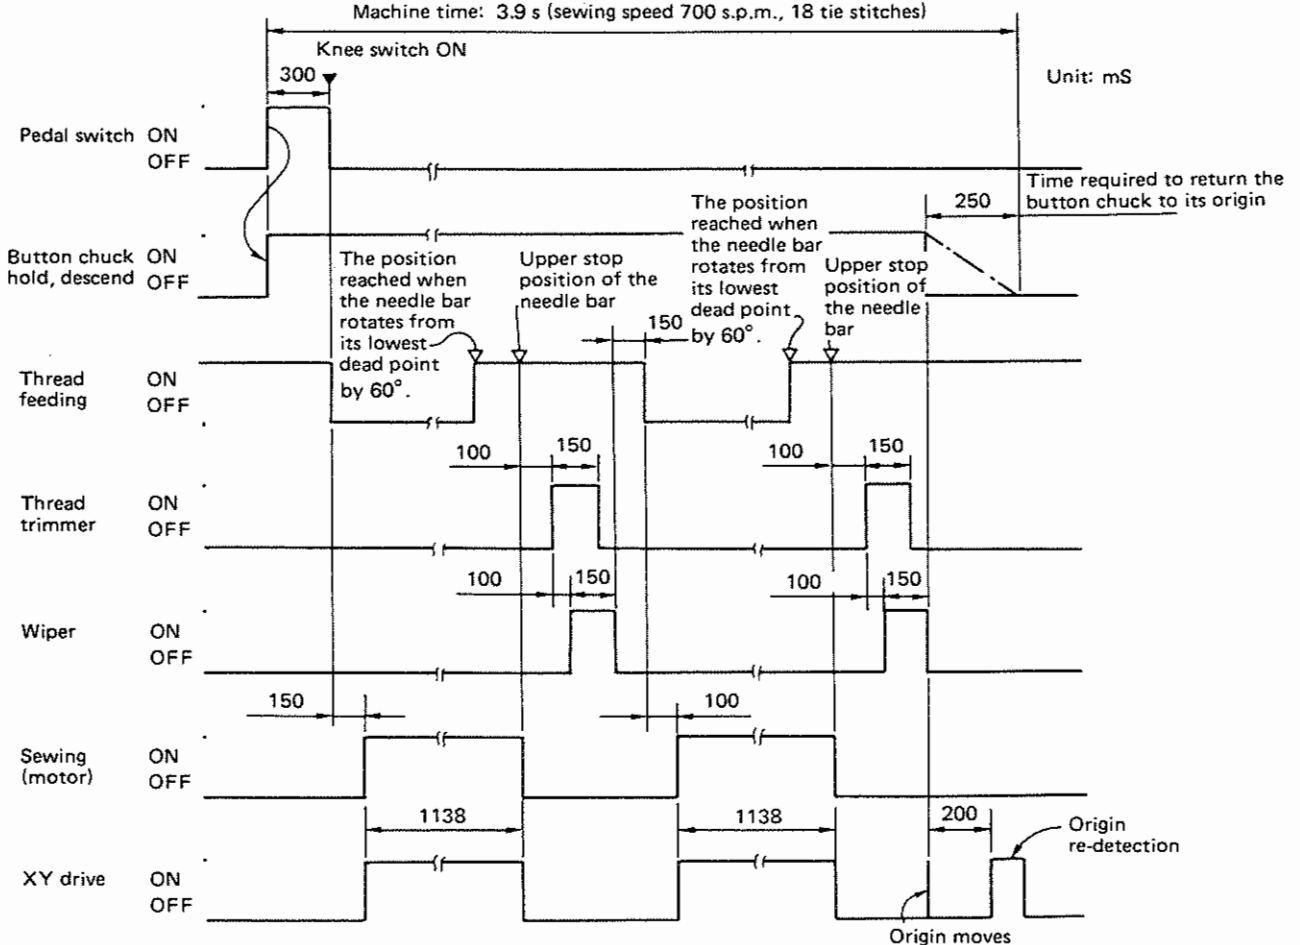 Machine time: 3.9 s (sewing speed 700 s.p.m., 18 tie stitches)
Knee switch ON
300
Unit: mS
Pedal switch ON
OFF
Time required to return the
button chuck to its origin
250
Button chuck ON
hold, descend OFF
The position
reached when
the needle bar
rotates from
its lowest
dead point
by 60°.
Upper stop
position of the
needle bar
The position
reached when
the needle bar
rotates from
its lowest
dead point
by 60°.
Upper stop
position of
the needle
bar
150
Thread ON
feeding OFF
100
150
100
150
Thread ON
trimmer OFF
100
150
100
150
Wiper ON
OFF
150
100
Sewing ON
(motor) OFF
1138
1138
200
Origin
re-detection
XY drive ON
OFF
Origin moves